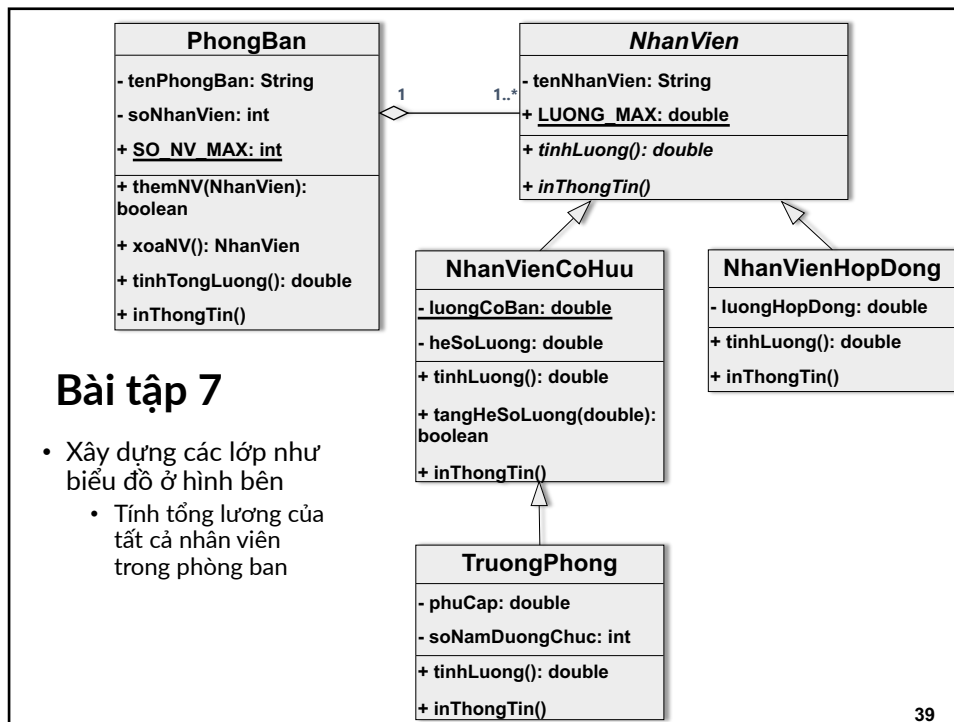 PhongBan
- tenPhongBan: String
- soNhanVien: int
+ SO_NV_MAX: int
+ themNV(NhanVien):
boolean
+ xoaNV(): NhanVien
+ tinhTongLuong(): double
+ inThongTin()
1
1..*
NhanVien
- tenNhanVien: String
+ LUONG_MAX: double
+ tinhLuong(): double
+ inThongTin()
NhanVienCoHuu
- luongCoBan: double
- heSoLuong: double
+ tinhLuong(): double
+ tangHeSoLuong(double):
boolean
+ inThongTin()
NhanVienHopDong
- luongHopDong: double
+ tinhLuong(): double
+ inThongTin()
Bài tập 7
• Xây dựng các lớp như
biểu đồ ở hình bên
• Tính tổng lương của
tất cả nhân viên
trong phòng ban
TruongPhong
- phuCap: double
- soNamDuongChuc: int
+ tinhLuong(): double
+ inThongTin()
39